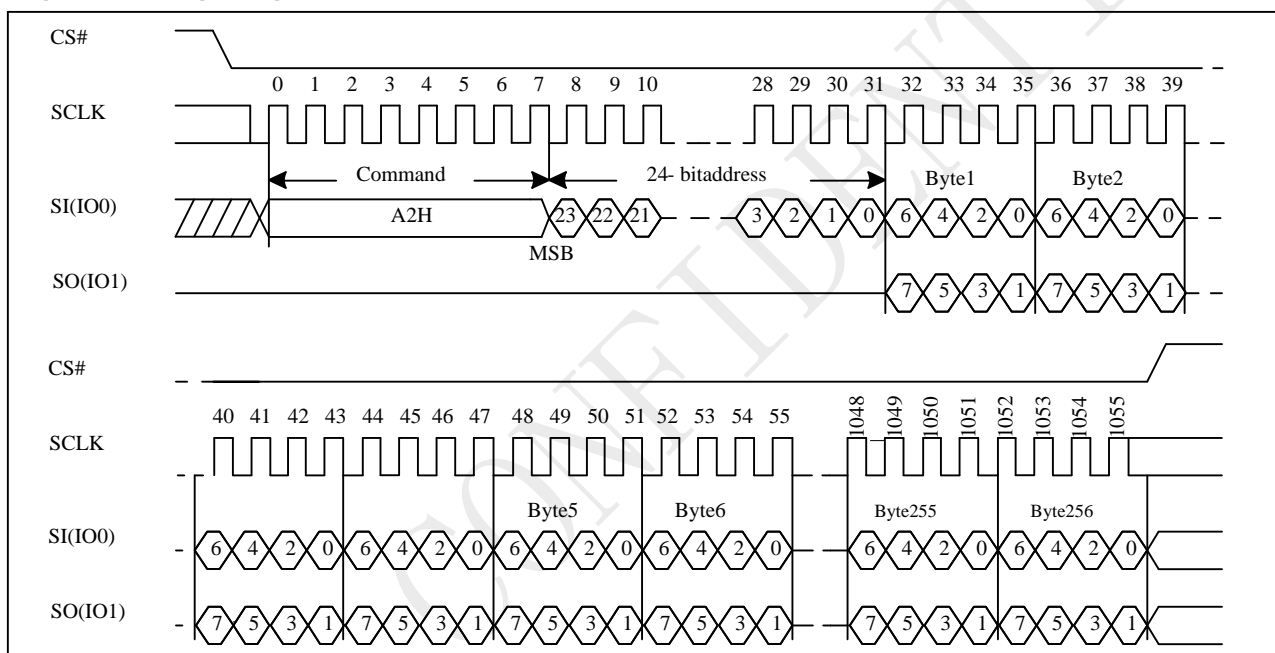 CS#
0 1 2 3 4 5 6 7 8 9 10 28 29 30 31 32 33 34 35 36 37 38 39
SCLK
Command 24- bitaddress Byte1 Byte2
SI(IO0) A2H 23 22 21 3 2 1 0 6 4 2 0 6 4 2 0
MSB
SO(IO1) 7 5 3 1 7 5 3 1
CS#
40 41 42 43 44 45 46 47 48 49 50 51 52 53 54 55 1048 1049 1050 1051 1052 1053 1054 1055
SCLK
Byte5 Byte6 Byte255 Byte256
SI(IO0) 6 4 2 0 6 4 2 0 6 4 2 0 6 4 2 0 6 4 2 0 6 4 2 0
SO(IO1) 7 5 3 1 7 5 3 1 7 5 3 1 7 5 3 1 7 5 3 1 7 5 3 1
CONFIDENT